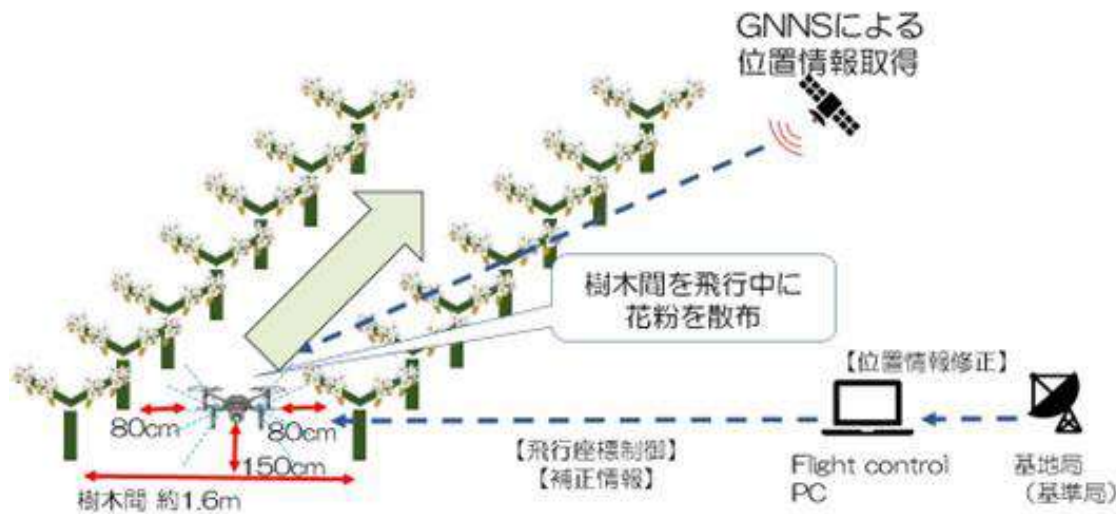 GNNSによる
位置情報取得
樹木間を飛行中に
花粉を散布
【位置情報修正】
80cm
80cm
150cm
樹木間 約1.6m
【飛行座標制御】
【補正情報】
Flight control
PC
基地局
（基準局）